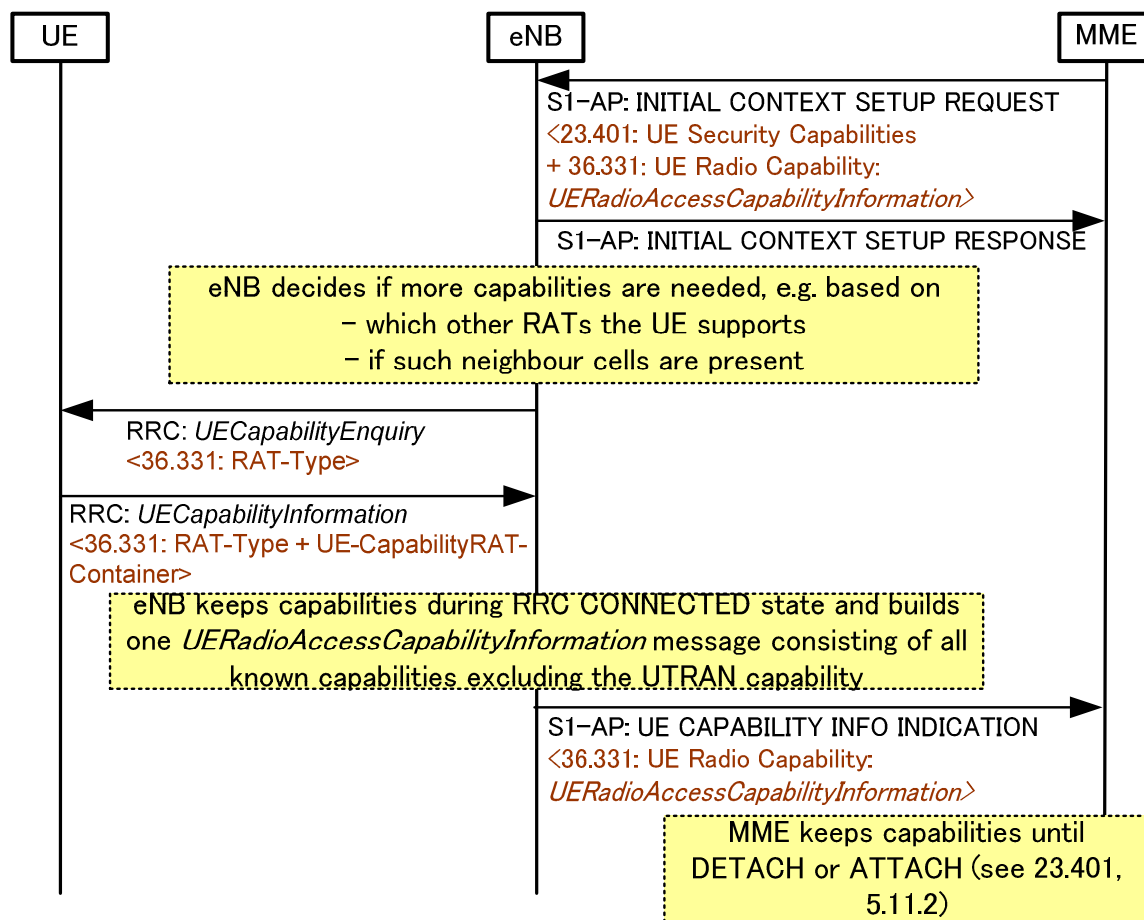 UE
eNB
MME
S1-AP: INITIAL CONTEXT SETUP REQUEST
<23.401: UE Security Capabilities
+ 36.331: UE Radio Capability:
UERadioAccessCapabilityInformation>
S1-AP: INITIAL CONTEXT SETUP RESPONSE
eNB decides if more capabilities are needed, e.g. based on
- which other RATs the UE supports
- if such neighbour cells are present
RRC: UECapabilityEnquiry
<36.331: RAT-Type>
RRC: UECapabilityInformation
<36.331: RAT-Type + UE-CapabilityRAT-
Container>
eNB keeps capabilities during RRC CONNECTED state and builds
one UERadioAccessCapabilityInformation message consisting of all
known capabilities excluding the UTRAN capability
S1-AP: UE CAPABILITY INFO INDICATION
<36.331: UE Radio Capability:
UERadioAccessCapabilityInformation>
MME keeps capabilities until
DETACH or ATTACH (see 23.401,
5.11.2)